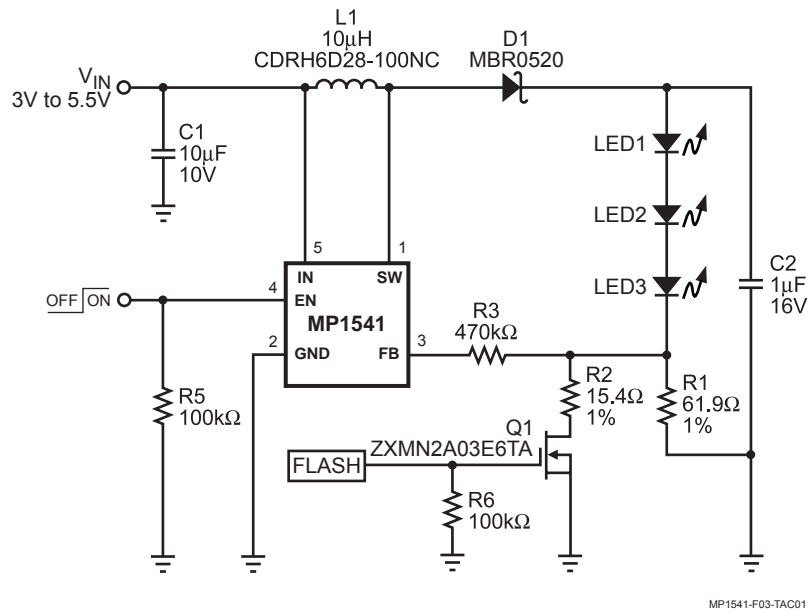 L1
10µH
CDRH6D28-100NC
D1
MBR0520
VIN
3V to 5.5V
C1
10µF
10V
LED1
LED2
LED3
C2
1µF
16V
5
1
IN
SW
4
EN
OFF ON
MP1541
2
GND
FB
3
R3
470kΩ
R2
15.4Ω
1%
R1
61.9Ω
1%
R5
100kΩ
Q1
ZXMN2A03E6TA
FLASH
R6
100kΩ
MP1541-F03-TAC01